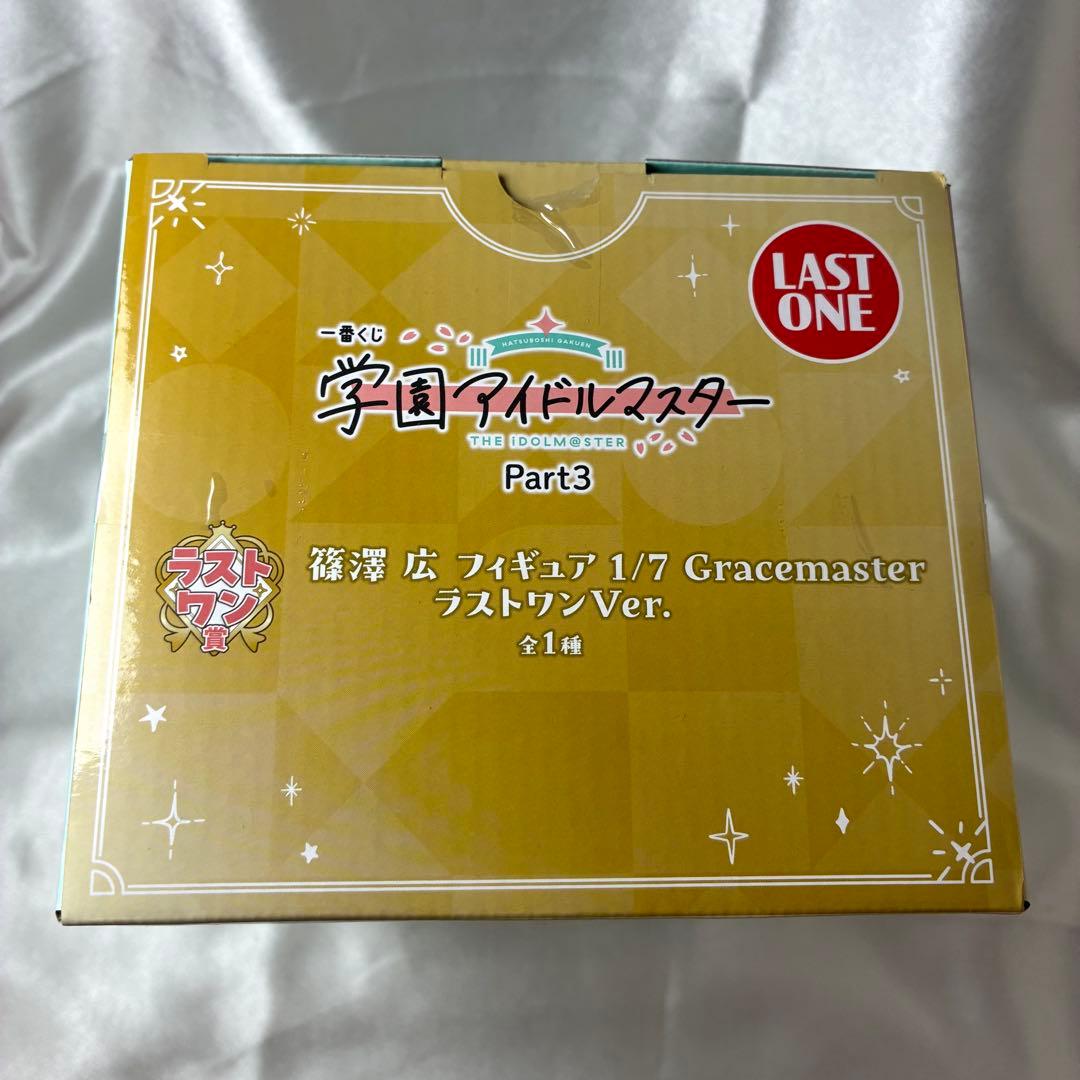 LAST
ONE
一番くじ
HATSUBOSHI GAKUEN
学園アイドルマスター
THE iDOLM@STER
Part3
ラスト
ワン
賞
篠澤 広 フィギュア 1/7 Gracemaster
ラストワンVer.
全1種